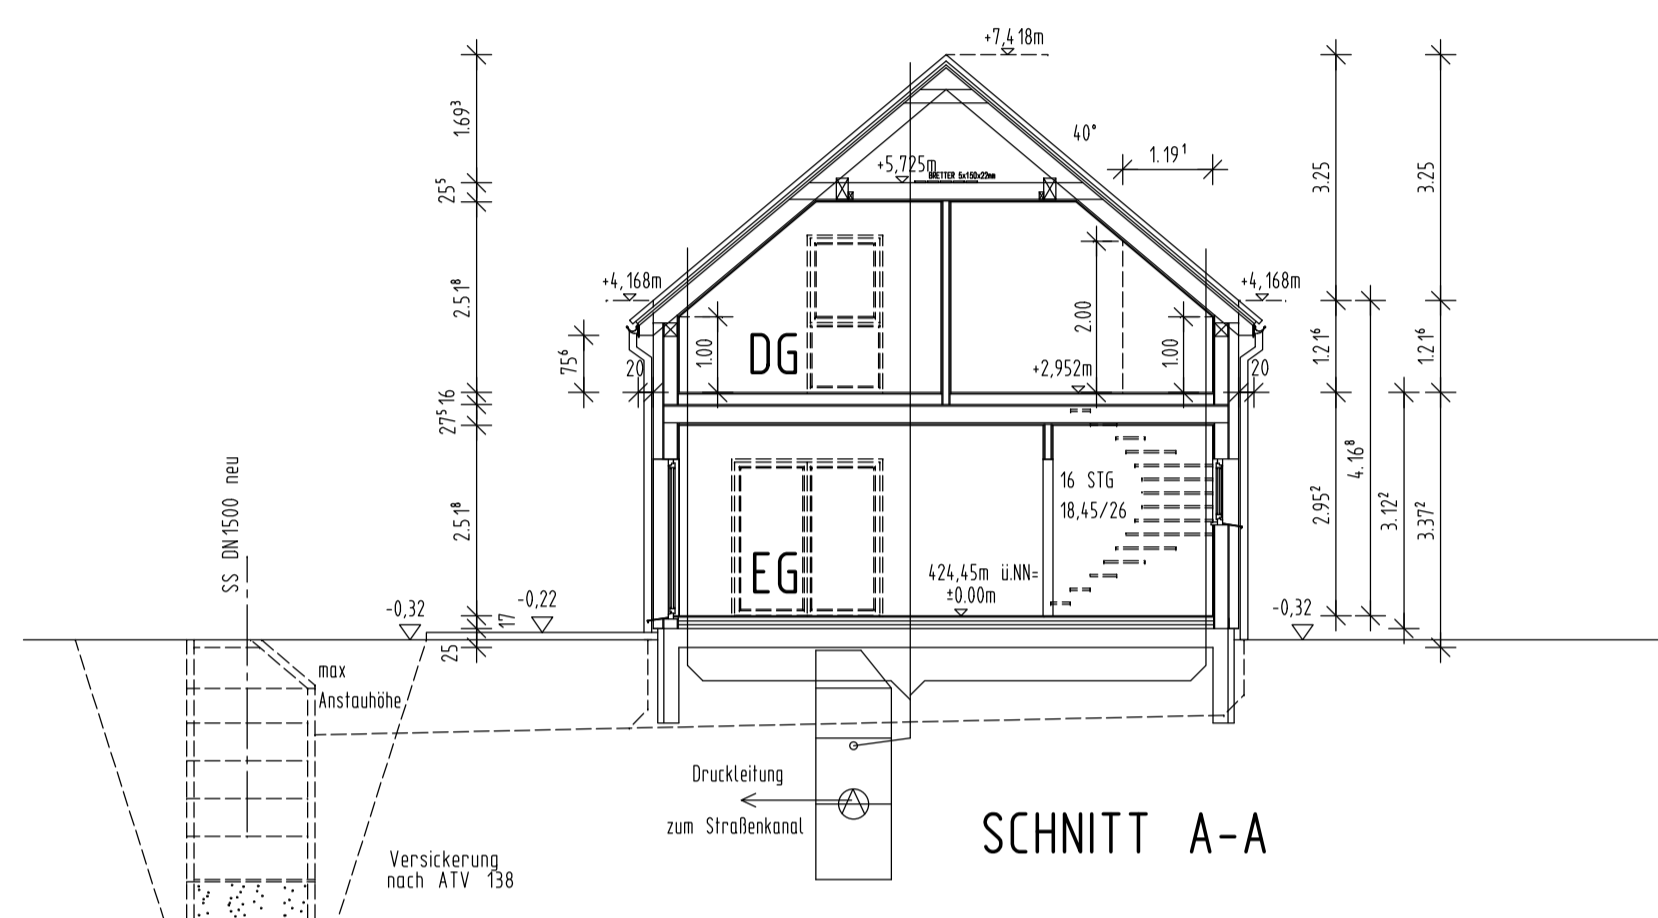 +7,418m
1.69³
40°
1.19¹
3.25
3.25
+5,725m
BRETTER 5x150x22mm
25⁵
+4,168m
+4,168m
2.51⁸
2.00
1.00
DG
1.00
75⁶
20
+2,952m
20
1.21⁶
1.21⁶
16
27⁵
4.16⁸
16 STG
18,45/26
2.95²
3.12²
3.37²
SS DN1500 neu
2.51⁸
EG
424,45m ü.NN=
±0.00m
-0,32
-0,22
17
-0,32
25
max
Anstauhöhe
Druckleitung
zum Straßenkanal
SCHNITT A-A
Versickerung
nach ATV 138